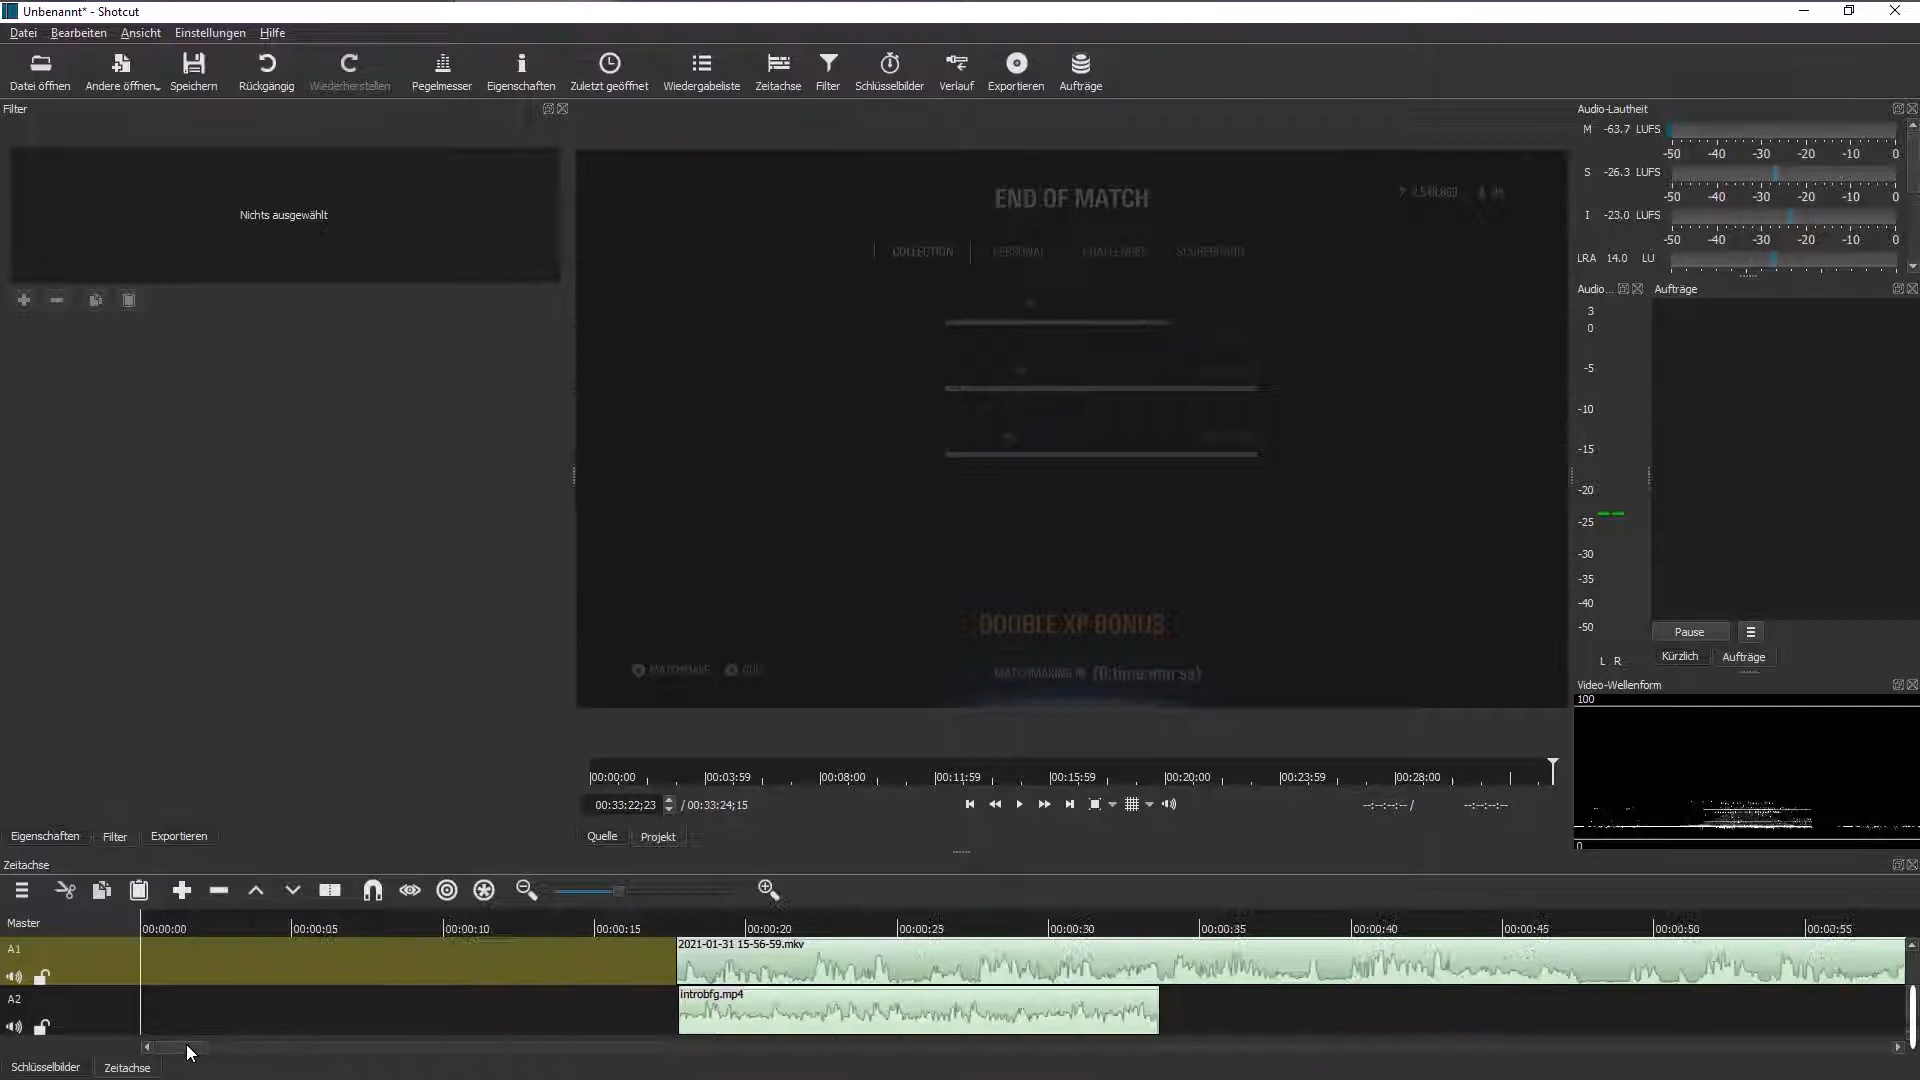 Unbenannt* - Shotcut
Datei Bearbeiten Ansicht Einstellungen Hilfe
Datei öffnen Andere öffnen Speichern Rückgängig Wiederherstellen Pegelmesser Eigenschaften Zuletzt geöffnet Wiedergabeliste Zeitachse Filter Schlüsselbilder Verlauf Exportieren Aufträge
Filter
Nichts ausgewählt
END OF MATCH
COLLECTION PERSONAL CHALLENGES SCOREBOARD
DOUBLE XP BONUS
MATCHMAKING IN {0:time:mm:ss}
00:00:00 00:03:59 00:08:00 00:11:59 00:15:59 00:20:00 00:23:59 00:28:00
00:33:22;23 / 00:33:24;15
--:--:--:-- / --:--:--:--
Quelle Projekt
Eigenschaften Filter Exportieren
Audio-Lautheit
M -63.7 LUFS
-50 -40 -30 -20 -10 0
S -26.3 LUFS
-50 -40 -30 -20 -10 0
I -23.0 LUFS
-50 -40 -30 -20 -10 0
LRA 14.0 LU
Audio... Aufträge
3
0
-5
-10
-15
-20
-25
-30
-35
-40
-50
L R
Pause
Kürzlich Aufträge
Video-Wellenform
100
0
Zeitachse
Master
00:00:00 00:00:05 00:00:10 00:00:15 00:00:20 00:00:25 00:00:30 00:00:35 00:00:40 00:00:45 00:00:50 00:00:55
A1
2021-01-31 15-56-59.mkv
A2
introbfg.mp4
Schlüsselbilder Zeitachse